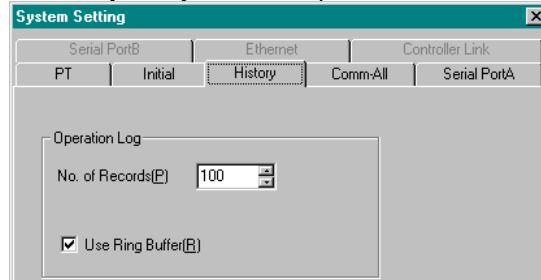 System Setting
Serial PortB Ethernet Controller Link
PT Initial History Comm-All Serial PortA
Operation Log
No. of Records(P) 100
Use Ring Buffer(R)